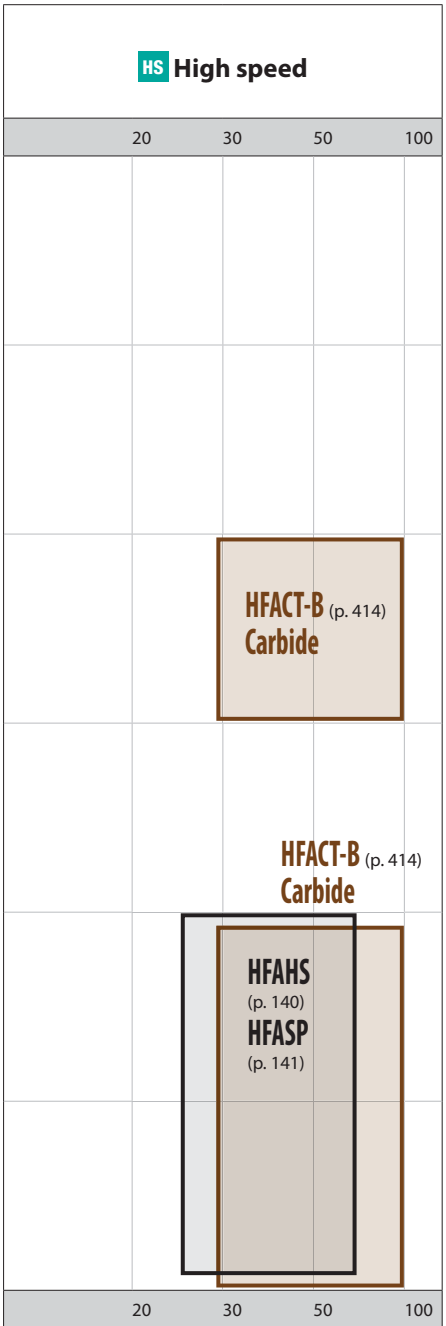 HS High speed
20 30 50 100
HFACT-B (p. 414)
Carbide
HFACT-B (p. 414)
Carbide
HFAHS
(p. 140)
HFASP
(p. 141)
20 30 50 100